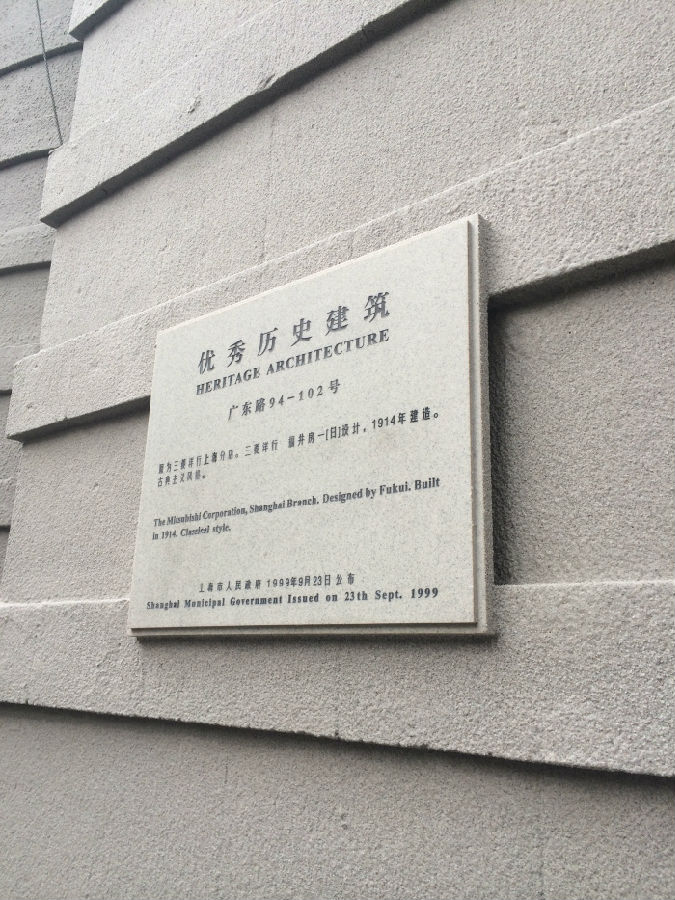 优秀历史建筑
HERITAGE ARCHITECTURE
广东路94-102号
原为三菱洋行上海分店。二菱洋行 福井房一[日]设计，1914年建造。
古典主义风格。
The Mitsubishi Corporation, Shanghai Branch. Designed by Fukui. Built
in 1914. Classical style.
上海市人民政府 1999年9月23日公布
Shanghai Municipal Government Issued on 23th Sept. 1999